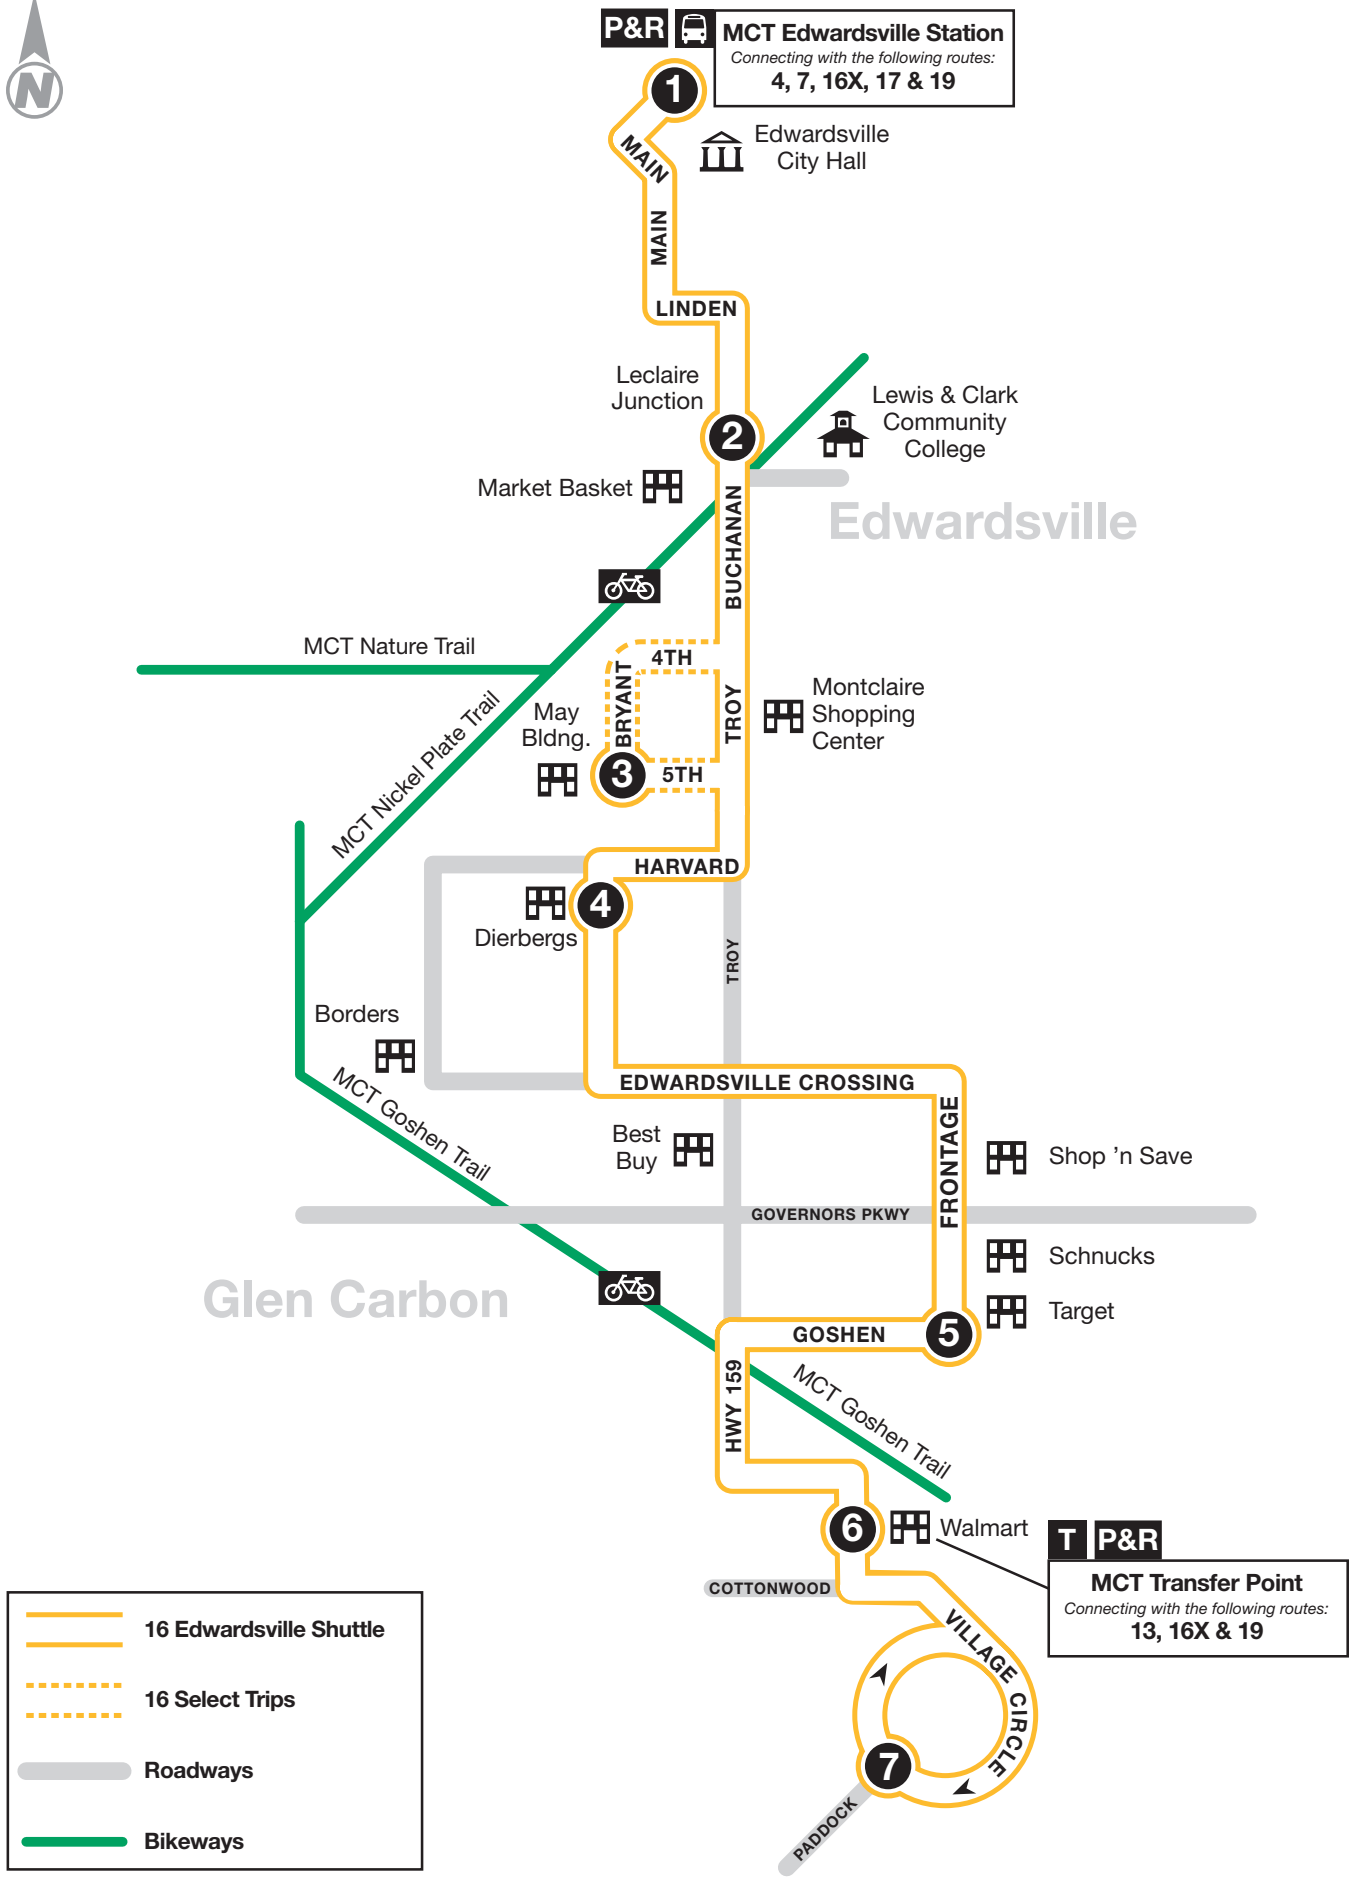 N
P&R
MCT Edwardsville Station
Connecting with the following routes:
4, 7, 16X, 17 & 19
1
Edwardsville
City Hall
MAIN
MAIN
LINDEN
Leclaire
Junction
2
Lewis & Clark
Community
College
Market Basket
Edwardsville
BUCHANAN
MCT Nature Trail
4TH
BRYANT
TROY
Montclaire
Shopping
Center
May
Bldng.
3
5TH
MCT Nickel Plate Trail
HARVARD
4
Dierbergs
TROY
Borders
MCT Goshen Trail
EDWARDSVILLE CROSSING
FRONTAGE
Best
Buy
Shop ’n Save
GOVERNORS PKWY
Schnucks
Glen Carbon
Target
GOSHEN
5
HWY 159
MCT Goshen Trail
6
Walmart
T
P&R
MCT Transfer Point
Connecting with the following routes:
13, 16X & 19
COTTONWOOD
VILLAGE CIRCLE
7
PADDOCK
16 Edwardsville Shuttle
16 Select Trips
Roadways
Bikeways